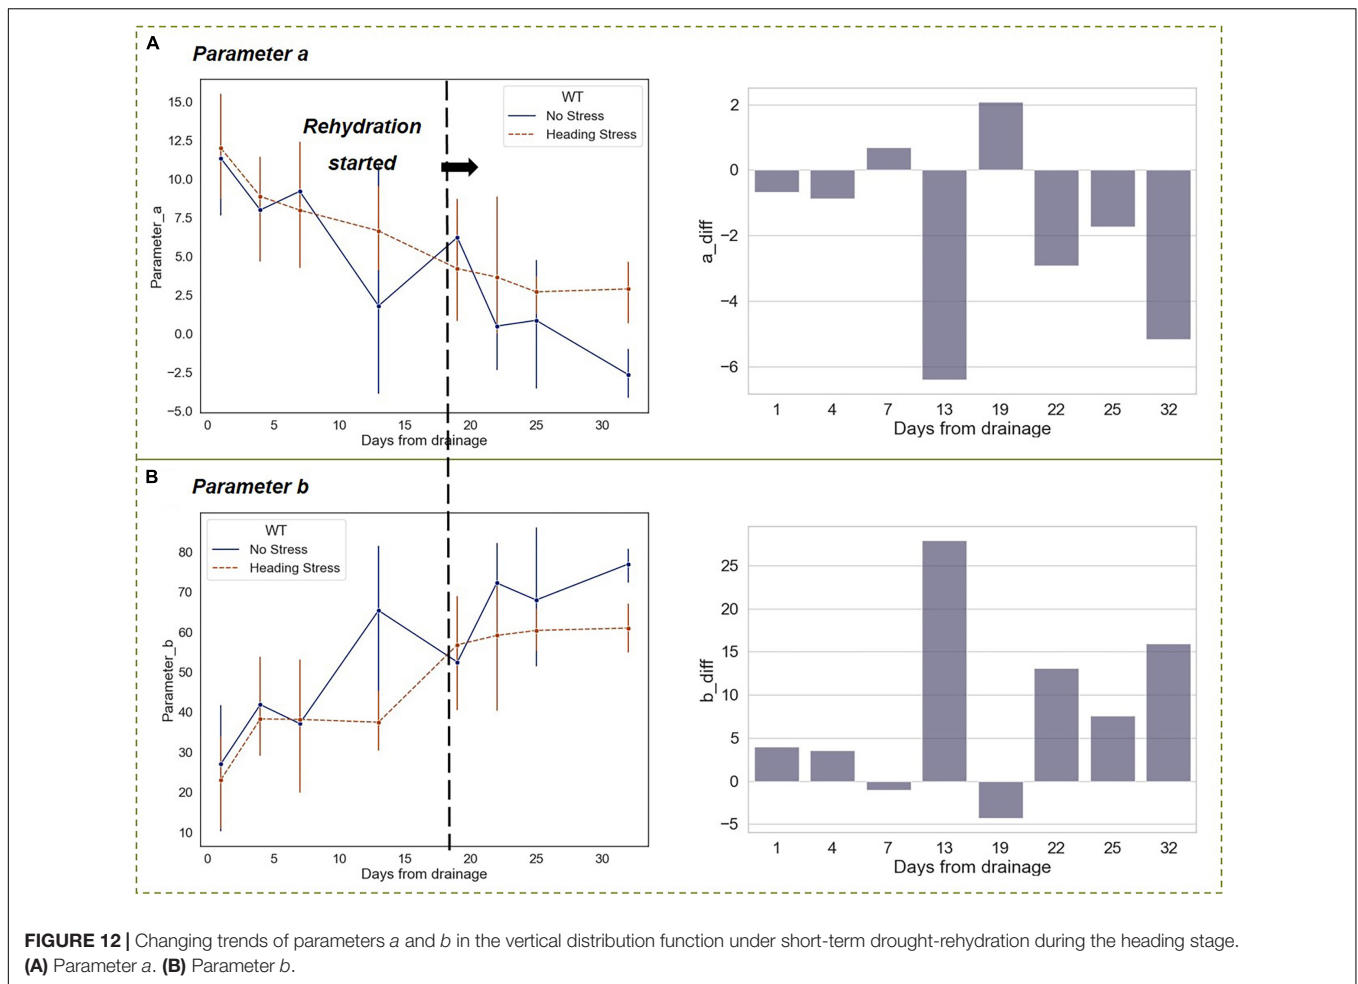 A
Parameter a
Rehydration
started
WT
No Stress
Heading Stress
Parameter_a
15.0
12.5
10.0
7.5
5.0
2.5
0.0
−2.5
−5.0
0 5 10 15 20 25 30
Days from drainage
a_diff
2
0
−2
−4
−6
1 4 7 13 19 22 25 32
Days from drainage
B
Parameter b
WT
No Stress
Heading Stress
Parameter_b
80
70
60
50
40
30
20
10
0 5 10 15 20 25 30
Days from drainage
b_diff
25
20
15
10
5
0
−5
1 4 7 13 19 22 25 32
Days from drainage
FIGURE 12 | Changing trends of parameters a and b in the vertical distribution function under short-term drought-rehydration during the heading stage.
(A) Parameter a. (B) Parameter b.